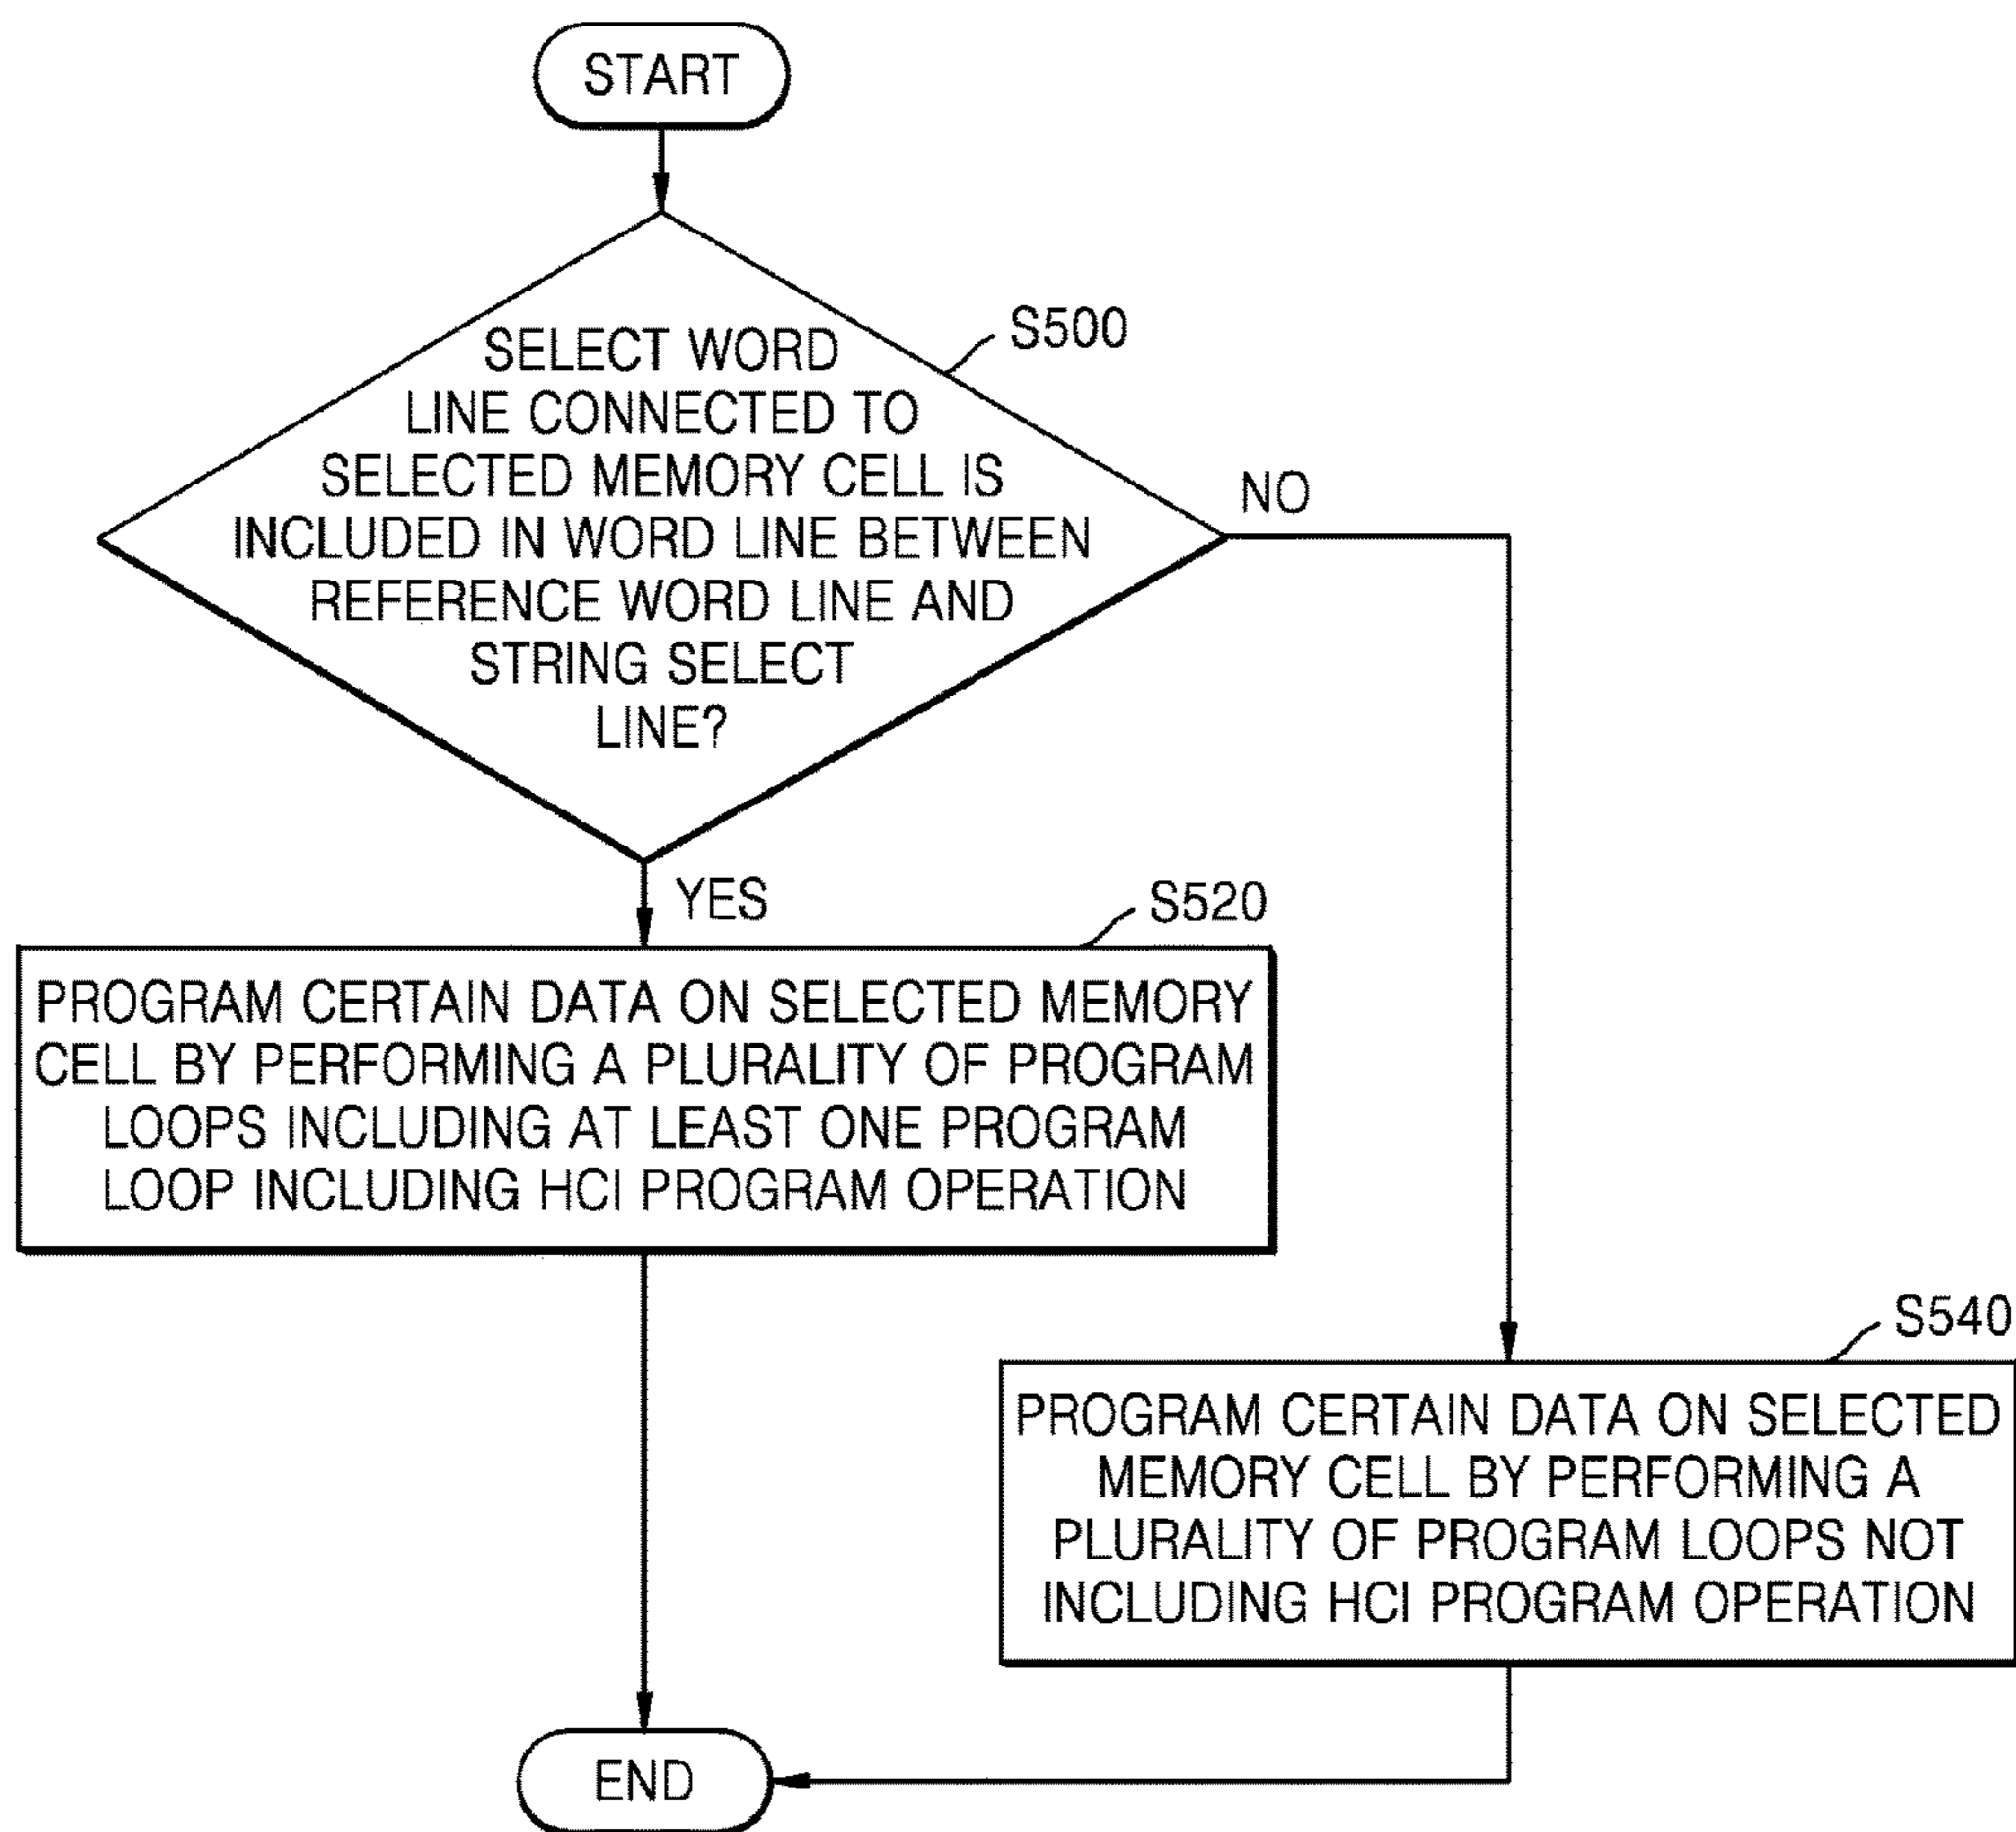 START
S500
SELECT WORD
LINE CONNECTED TO
SELECTED MEMORY CELL IS
INCLUDED IN WORD LINE BETWEEN
REFERENCE WORD LINE AND
STRING SELECT
LINE?
NO
YES
S520
PROGRAM CERTAIN DATA ON SELECTED MEMORY
CELL BY PERFORMING A PLURALITY OF PROGRAM
LOOPS INCLUDING AT LEAST ONE PROGRAM
LOOP INCLUDING HCI PROGRAM OPERATION
S540
PROGRAM CERTAIN DATA ON SELECTED
MEMORY CELL BY PERFORMING A
PLURALITY OF PROGRAM LOOPS NOT
INCLUDING HCI PROGRAM OPERATION
END